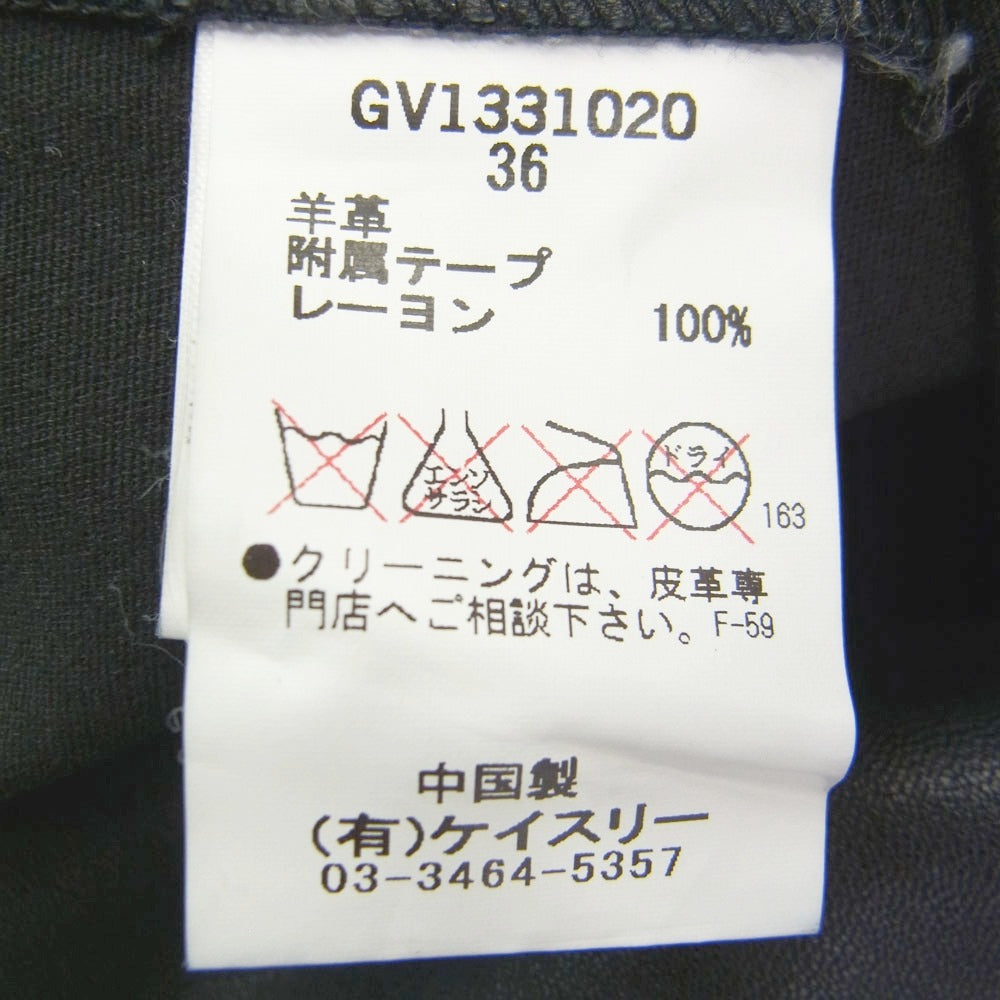 GV1331020
36
羊革
附属テープ
レーヨン 100%
エンソ
サラン
ドライ
163
●クリーニングは、皮革専
門店へご相談下さい。F-59
中国製
(有)ケイスリー
03-3464-5357